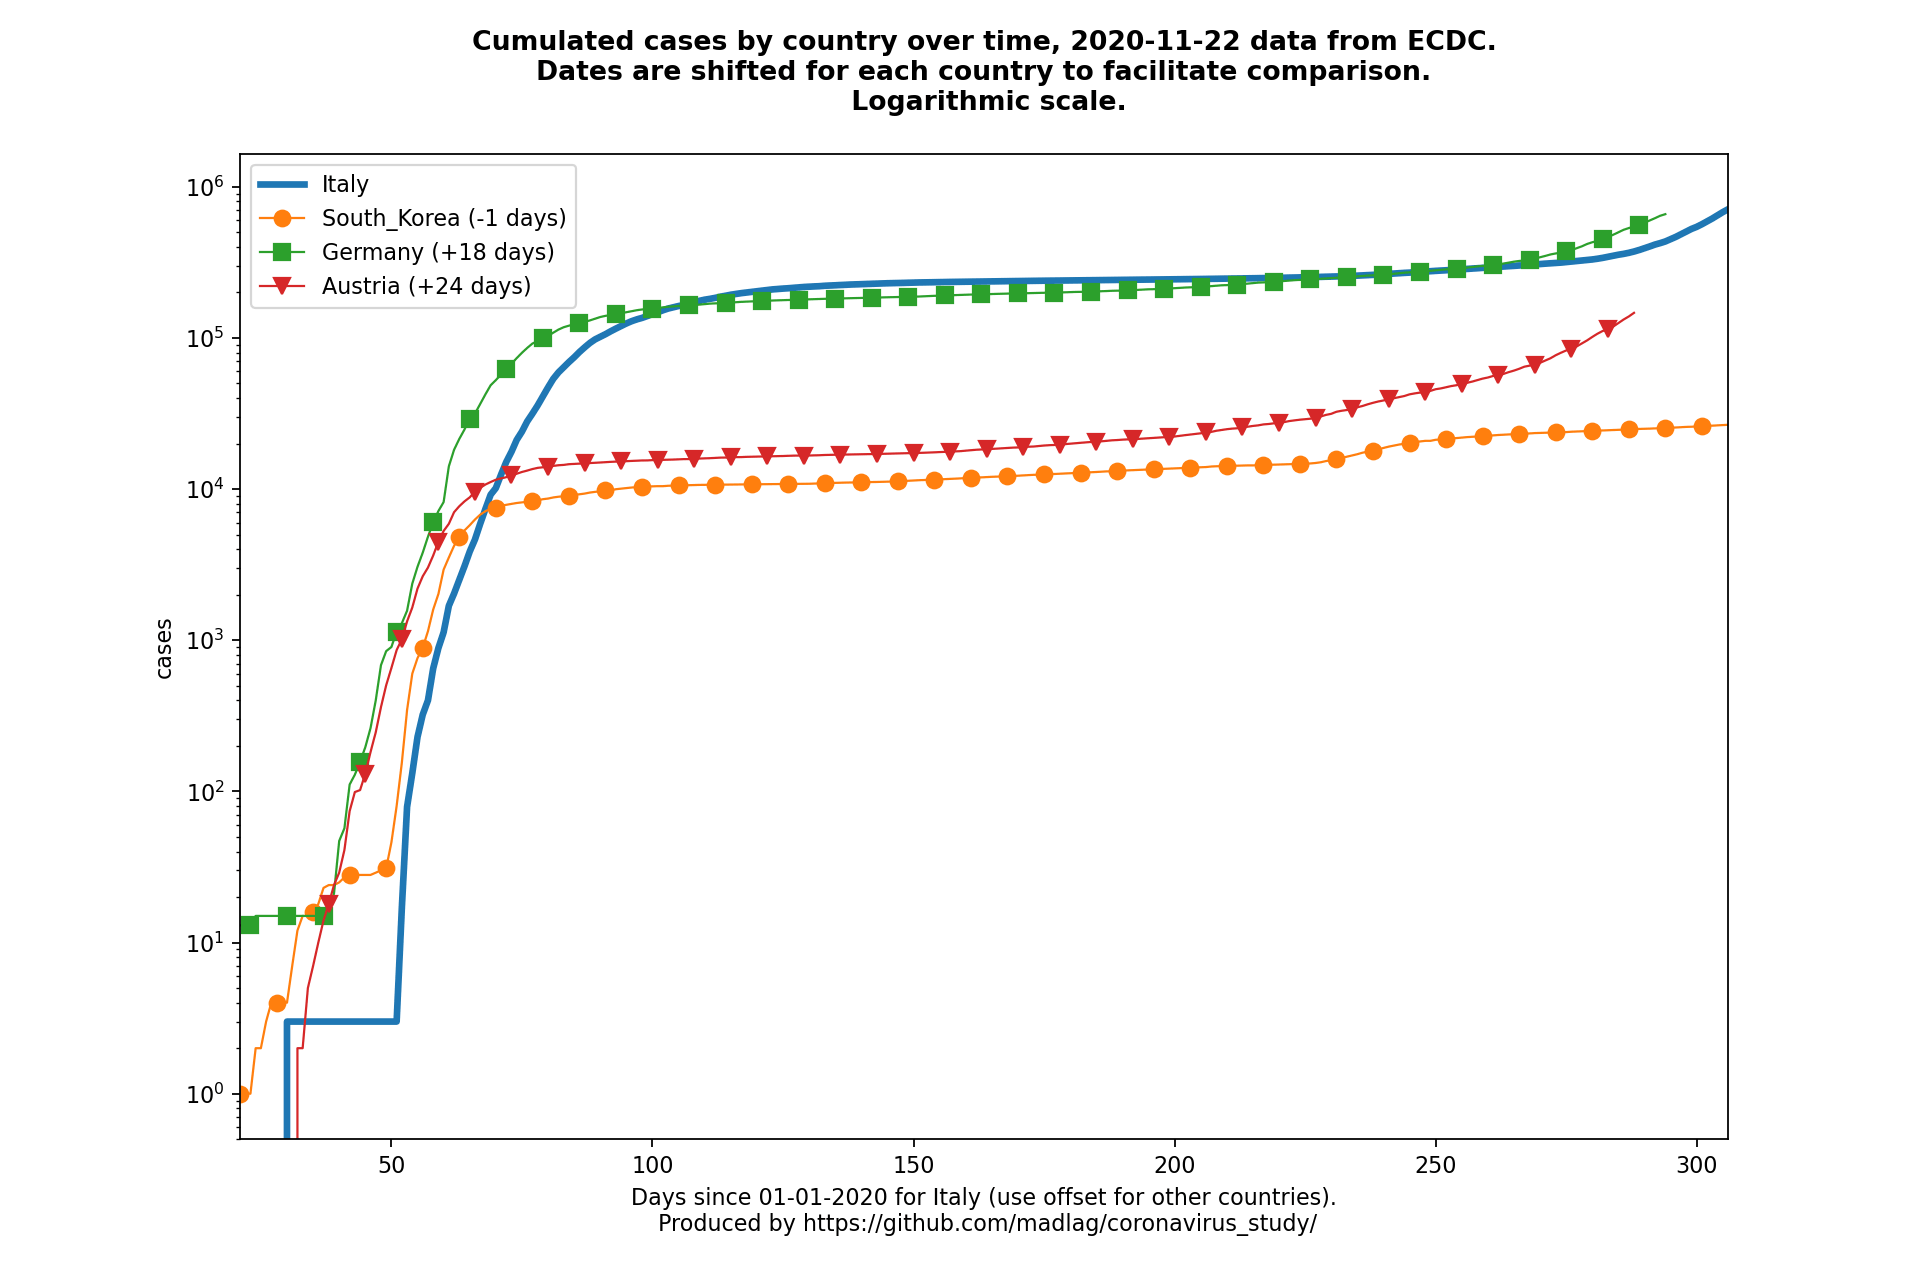 Cumulated cases by country over time, 2020-11-22 data from ECDC.
Dates are shifted for each country to facilitate comparison.
Logarithmic scale.
Italy
South_Korea (-1 days)
Germany (+18 days)
Austria (+24 days)
10^6
10^5
10^4
10^3
10^2
10^1
10^0
cases
50 100 150 200 250 300
Days since 01-01-2020 for Italy (use offset for other countries).
Produced by https://github.com/madlag/coronavirus_study/